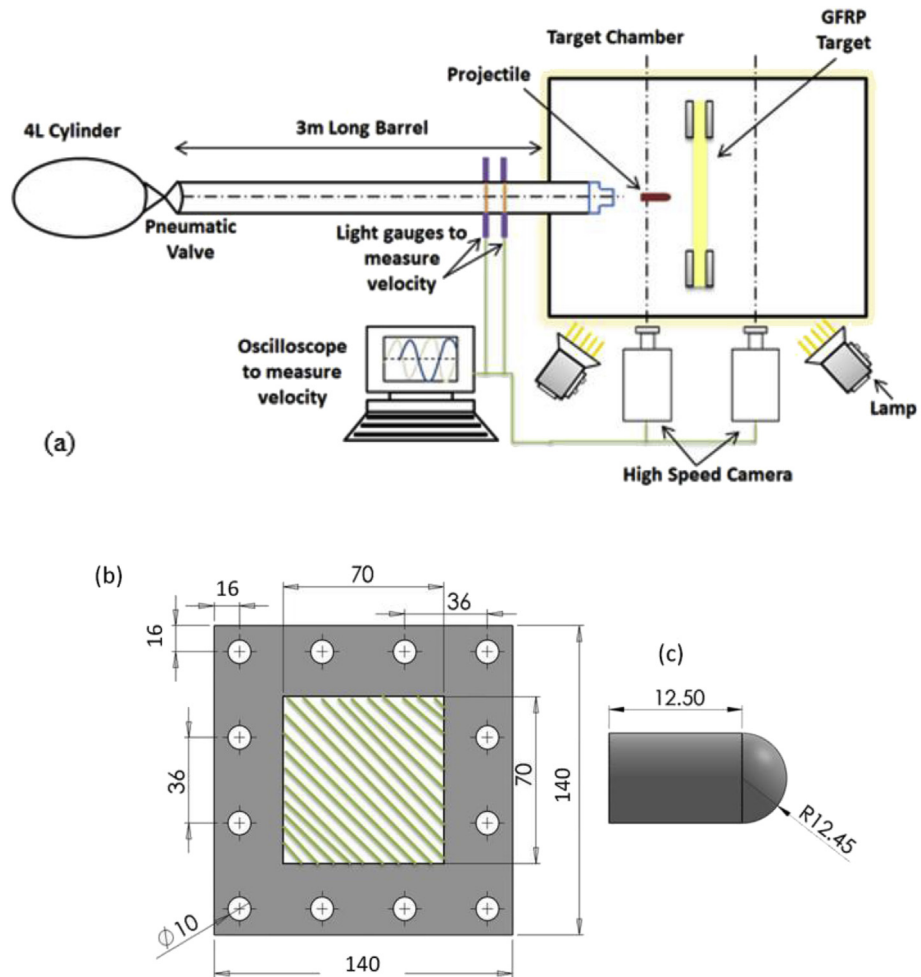 GFRP
Target
Target Chamber
Projectile
4L Cylinder
3m Long Barrel
Pneumatic
Valve
Light gauges to
measure
velocity
Oscilloscope
to measure
velocity
Lamp
High Speed Camera
(a)
(b)
70
16
36
16
(c)
12.50
36
70
140
R12.45
Φ10
140